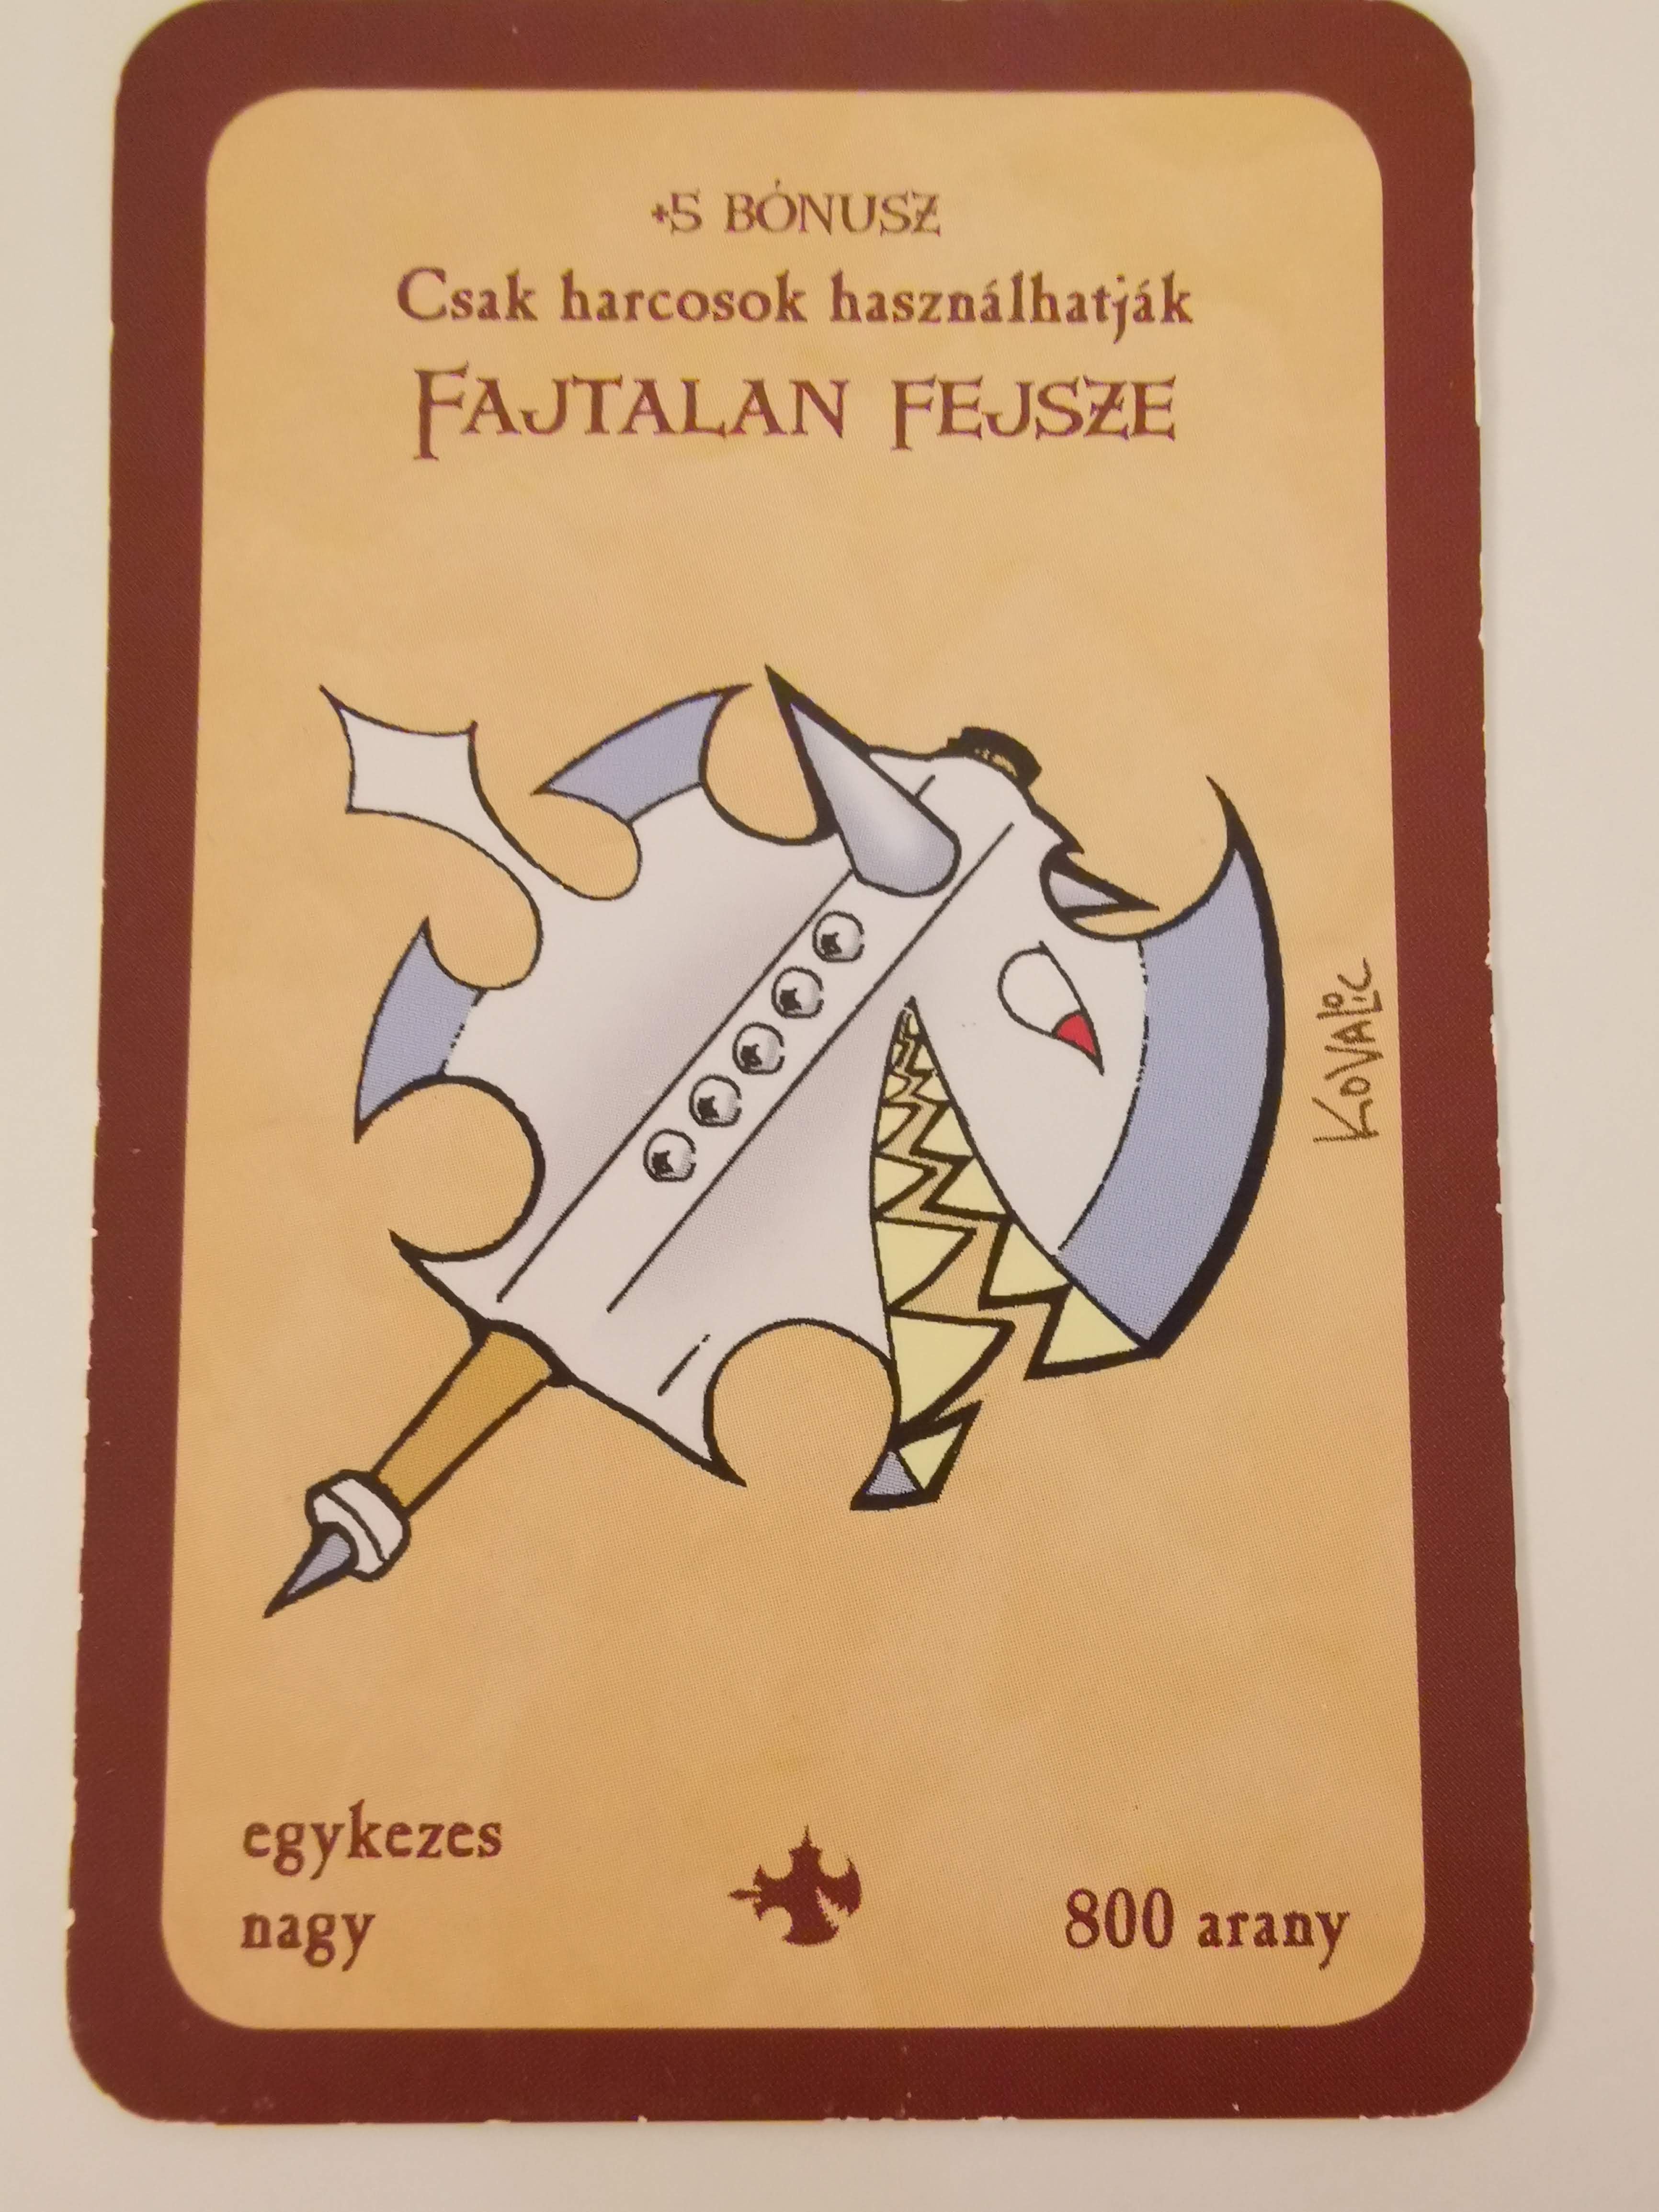 +5 BÓNUSZ
Csak harcosok használhatják
FAJTALAN FEJSZE
KOVALIC
egykezes
nagy
800 arany